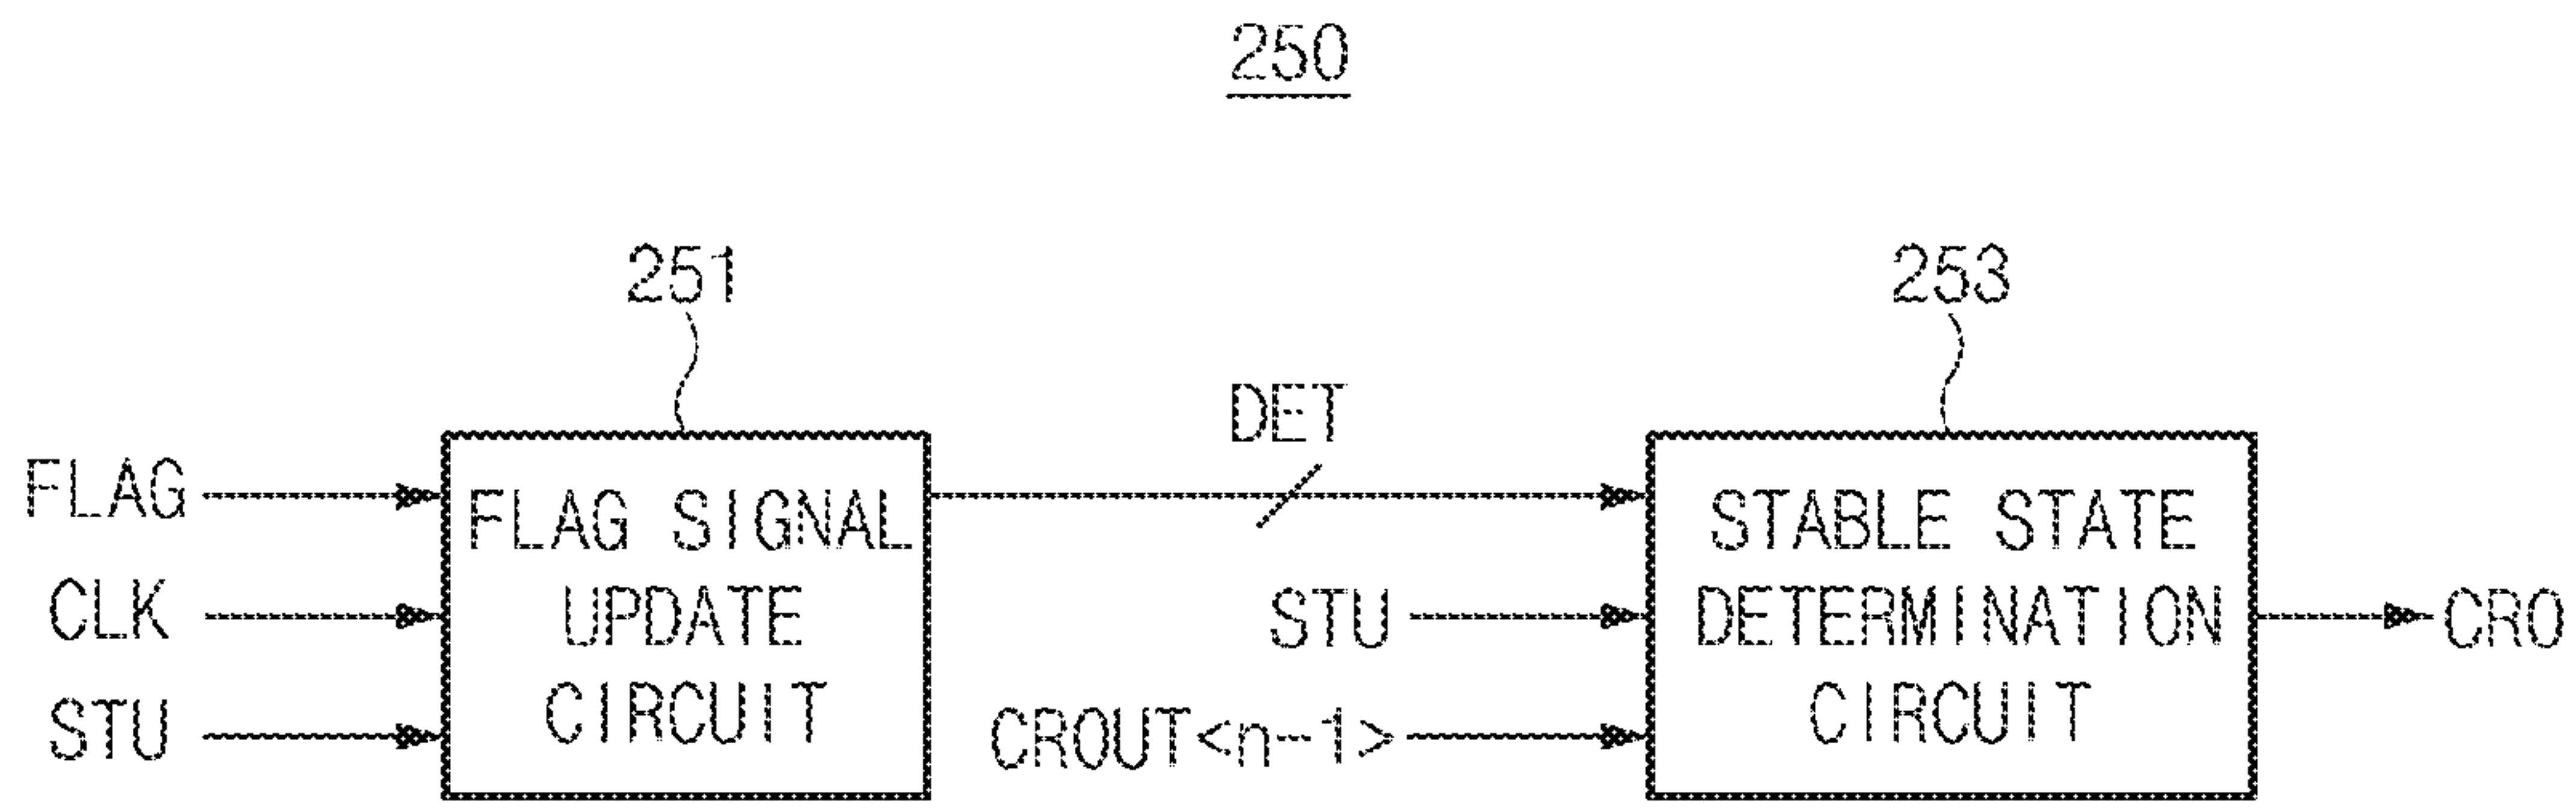 250
251
253
DET
FLAG
CLK
STU
FLAG SIGNAL
UPDATE
CIRCUIT
STU
CROUT<n-1>
STABLE STATE
DETERMINATION
CIRCUIT
CRO